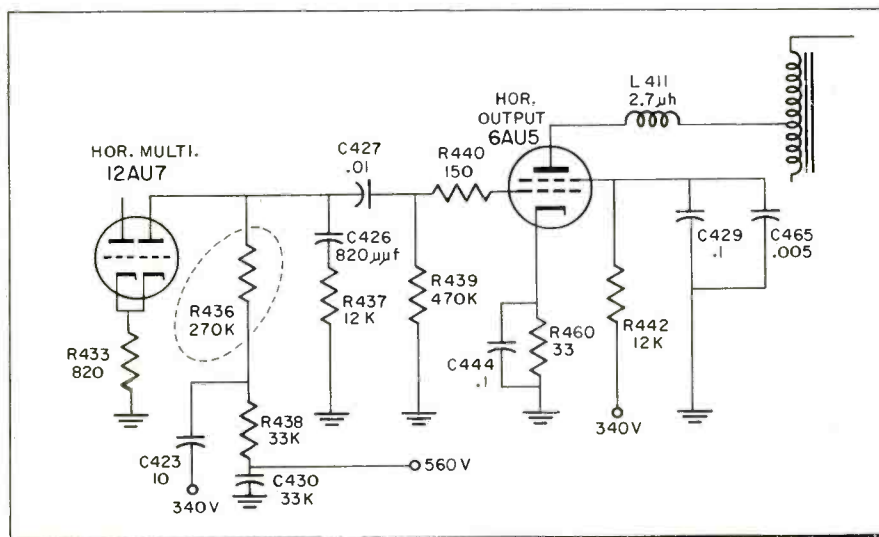 L 411
2.7μh
HOR.
OUTPUT
6AU5
HOR. MULTI.
12AU7
C427
.01
R440
150
C426
820μμf
C429
.1
C465
.005
R436
270K
R439
470K
R437
12K
R442
12K
R433
820
C444
.1
R460
33
R438
33K
340V
C423
10
560V
C430
33K
340V